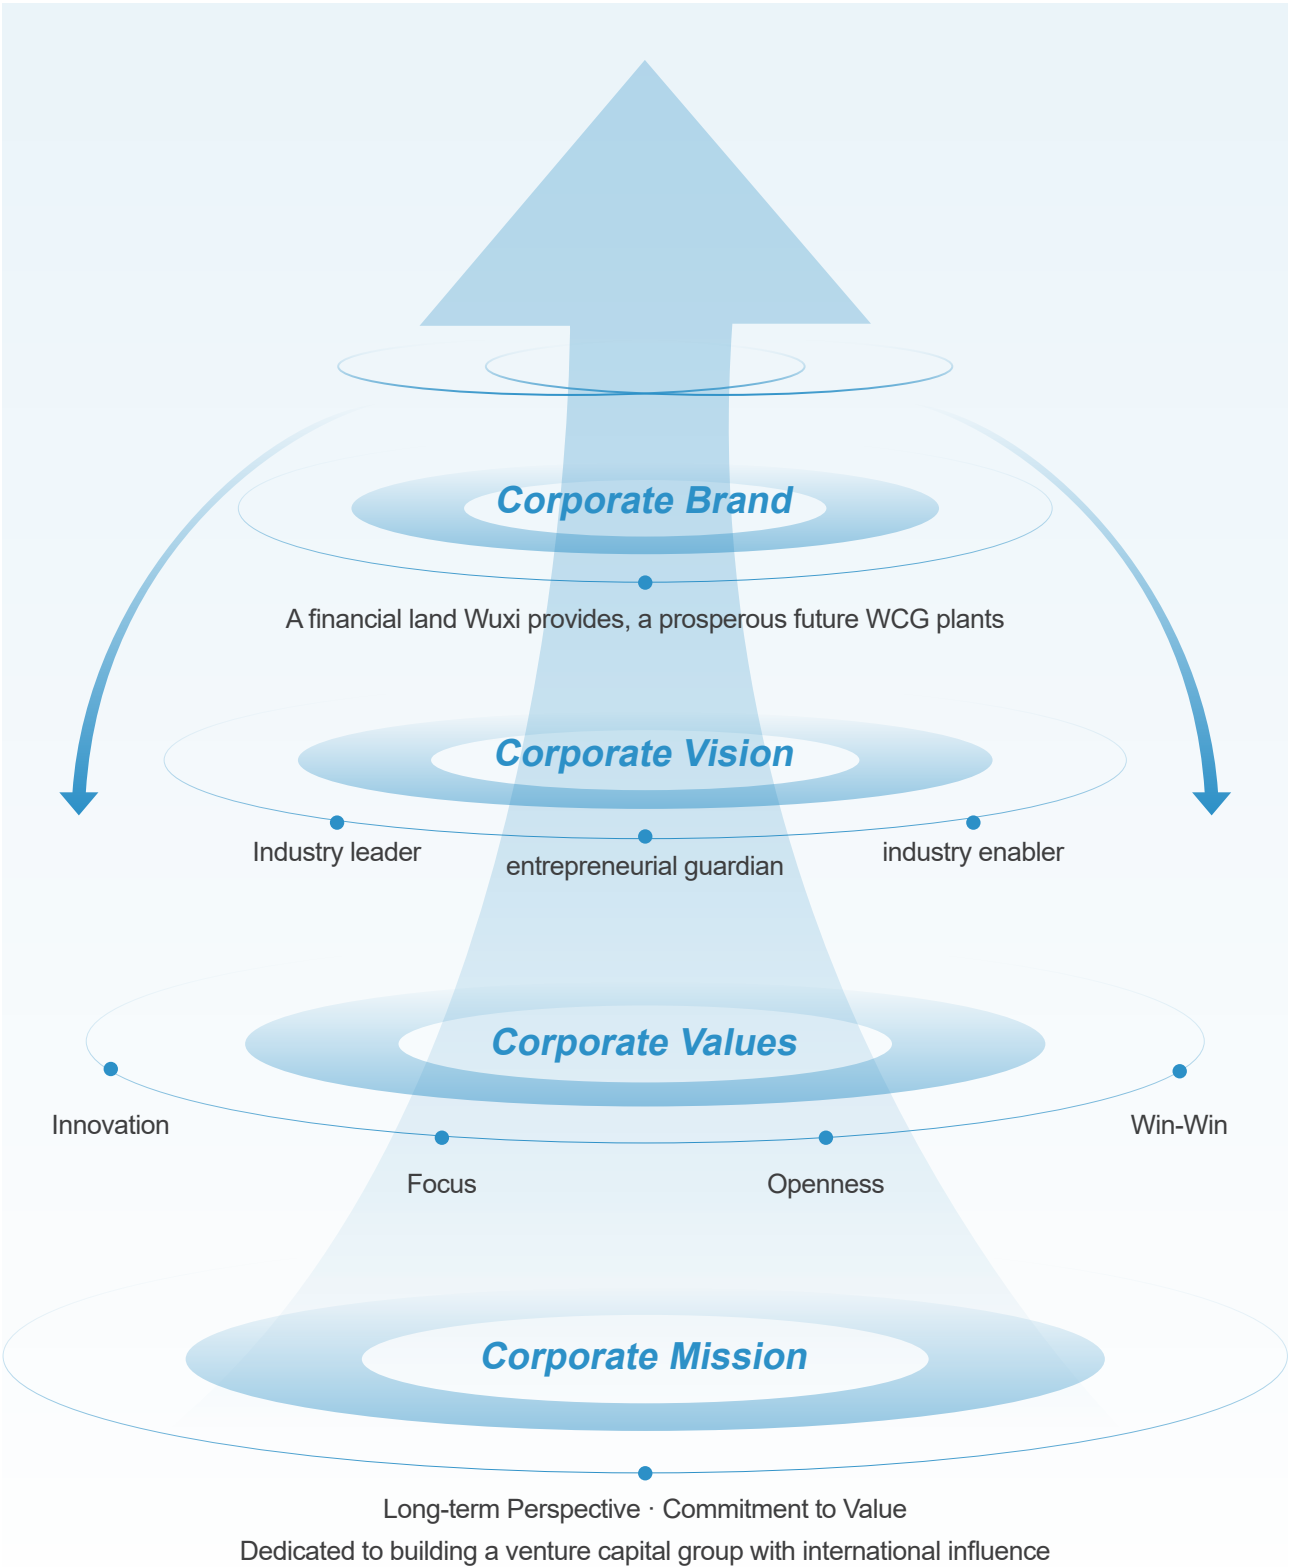 Corporate Brand
A financial land Wuxi provides, a prosperous future WCG plants
Corporate Vision
Industry leader
entrepreneurial guardian
industry enabler
Corporate Values
Innovation
Focus
Openness
Win-Win
Corporate Mission
Long-term Perspective · Commitment to Value
Dedicated to building a venture capital group with international influence